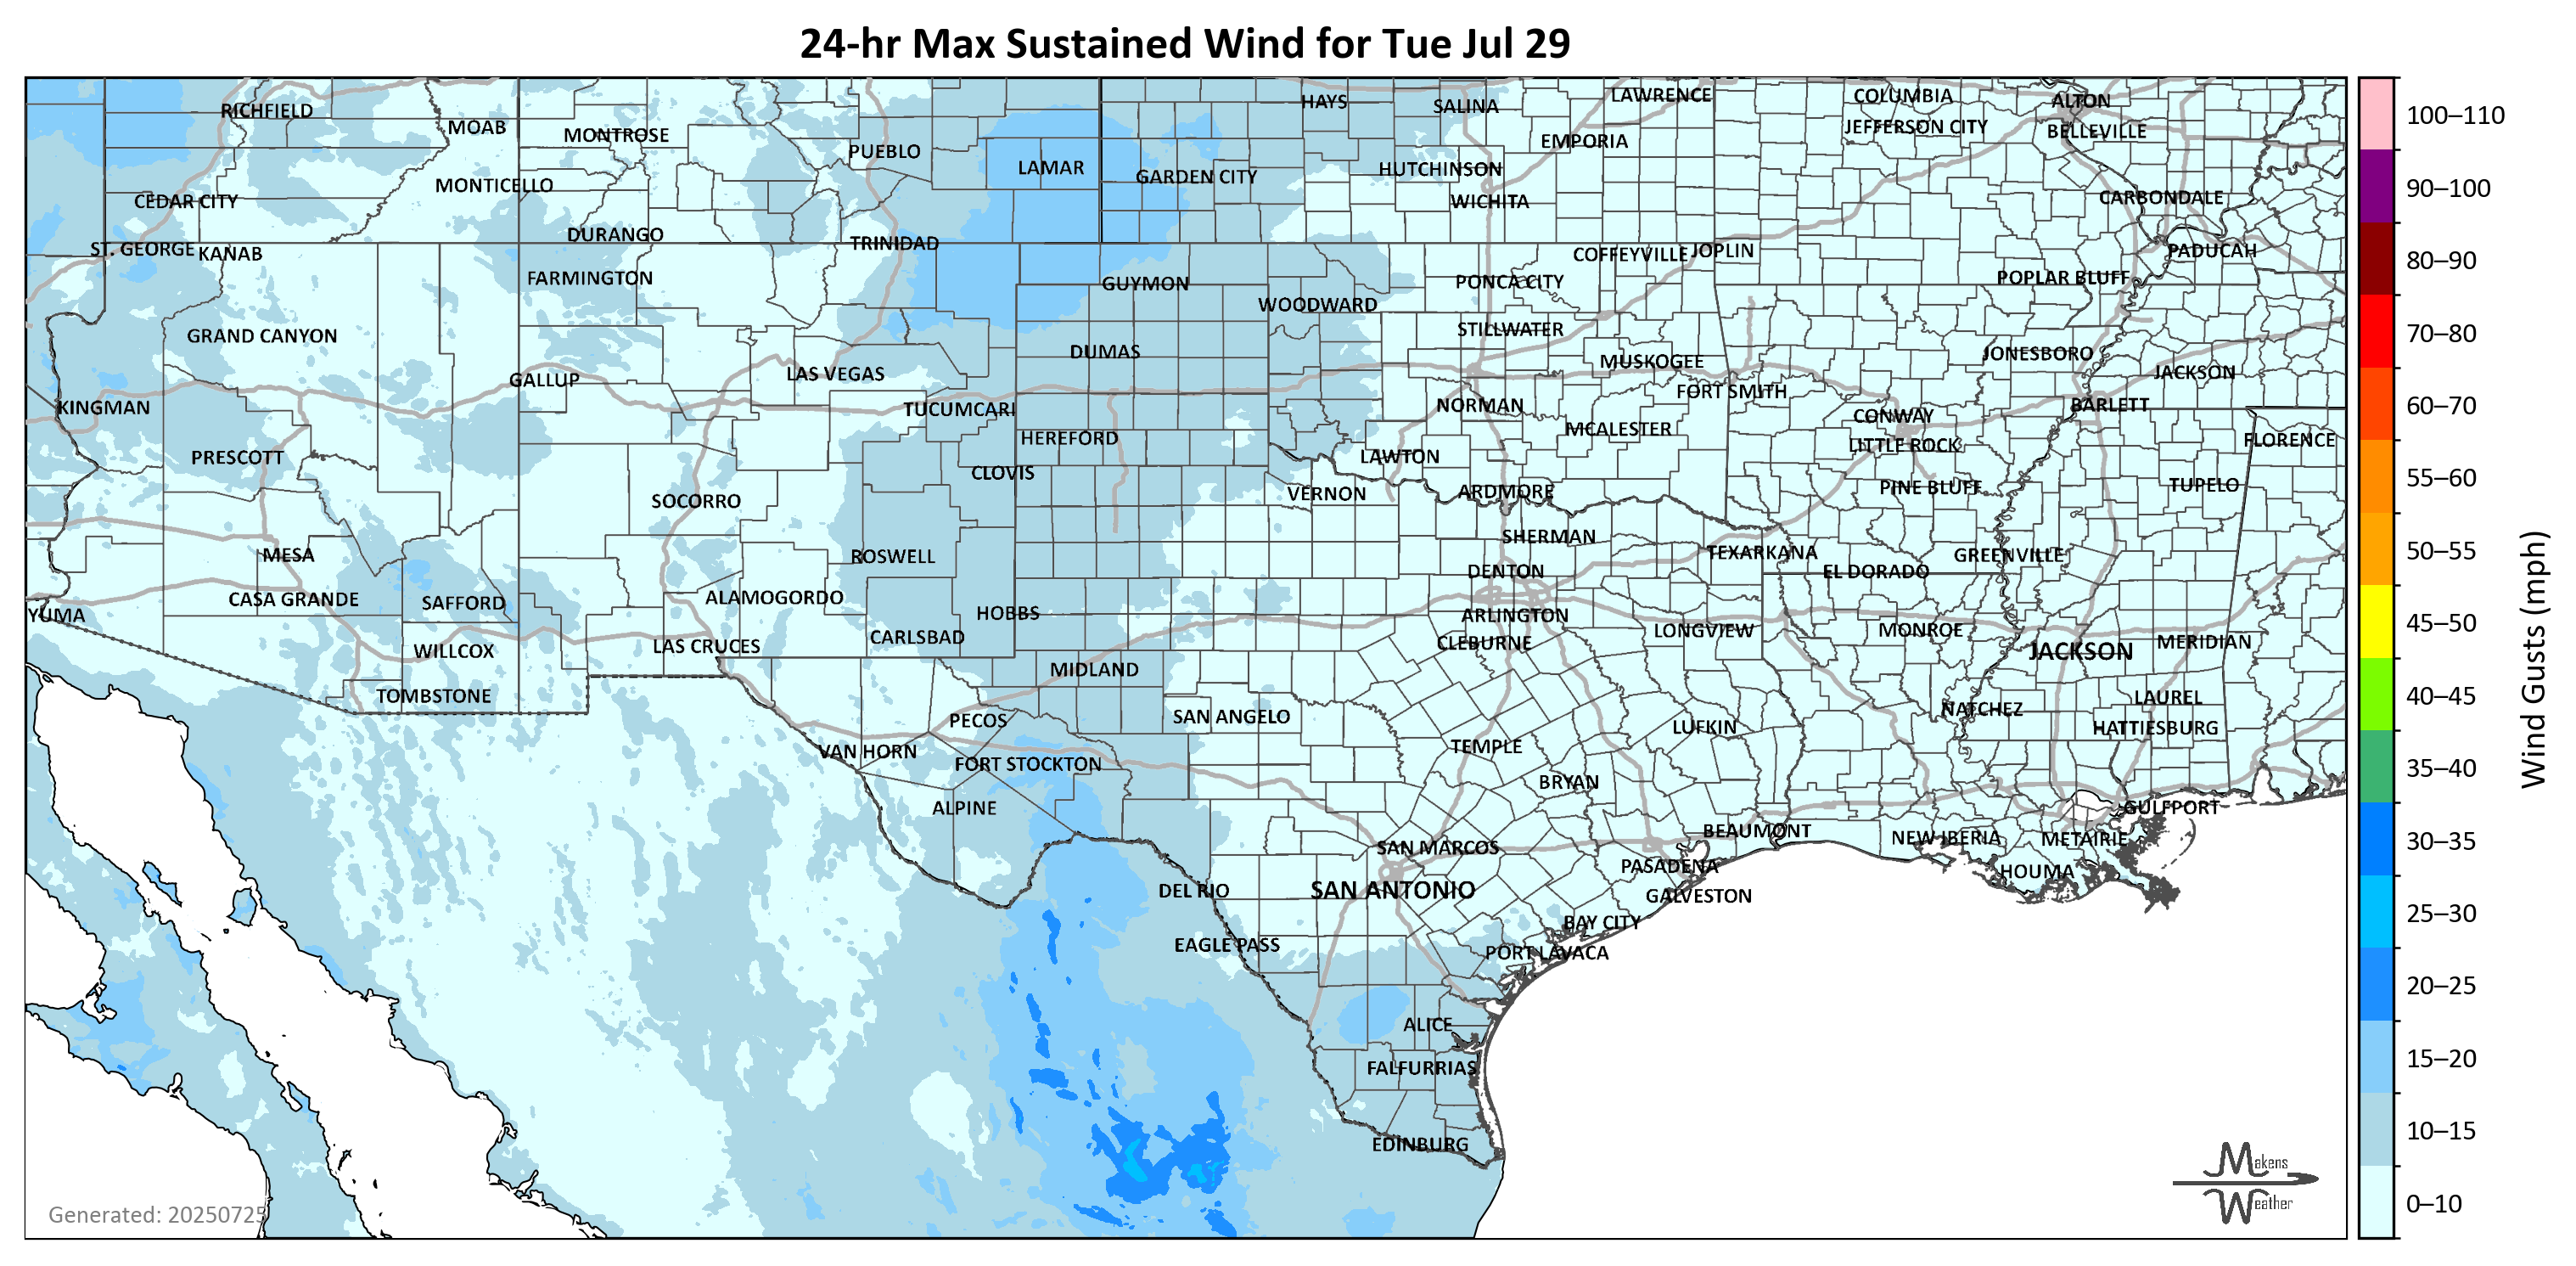 24-hr Max Sustained Wind for Tue Jul 29
RICHFIELD
MOAB
MONTROSE
PUEBLO
LAMAR
GARDEN CITY
HAYS
SALINA
LAWRENCE
EMPORIA
HUTCHINSON
WICHITA
COLUMBIA
JEFFERSON CITY
ALTON
BELLEVILLE
CARBONDALE
PADUCAH
CEDAR CITY
MONTICELLO
DURANGO
TRINIDAD
ST. GEORGE
KANAB
FARMINGTON
GUYMON
WOODWARD
PONCA CITY
COFFEYVILLE
JOPLIN
POPLAR BLUFF
GRAND CANYON
DUMAS
STILLWATER
MUSKOGEE
JONESBORO
JACKSON
KINGMAN
GALLUP
LAS VEGAS
TUCUMCARI
HEREFORD
NORMAN
FORT SMITH
MCALESTER
CONWAY
LITTLE ROCK
BARLETT
FLORENCE
PRESCOTT
CLOVIS
LAWTON
VERNON
ARDMORE
PINE BLUFF
TUPELO
SOCORRO
MESA
ROSWELL
SHERMAN
TEXARKANA
GREENVILLE
DENTON
EL DORADO
YUMA
CASA GRANDE
SAFFORD
ALAMOGORDO
HOBBS
ARLINGTON
CLEBURNE
LONGVIEW
MONROE
JACKSON
MERIDIAN
WILLCOX
LAS CRUCES
CARLSBAD
MIDLAND
TOMBSTONE
PECOS
SAN ANGELO
LUFKIN
NATCHEZ
LAUREL
HATTIESBURG
VAN HORN
FORT STOCKTON
TEMPLE
BRYAN
ALPINE
BEAUMONT
NEW IBERIA
METAIRIE
GULFPORT
SAN MARCOS
PASADENA
HOUMA
DEL RIO
SAN ANTONIO
GALVESTON
BAY CITY
EAGLE PASS
PORT LAVACA
ALICE
FALFURRIAS
EDINBURG
Generated: 20250725
Makens
Weather
100–110
90–100
80–90
70–80
60–70
55–60
50–55
45–50
40–45
35–40
30–35
25–30
20–25
15–20
10–15
0–10
Wind Gusts (mph)